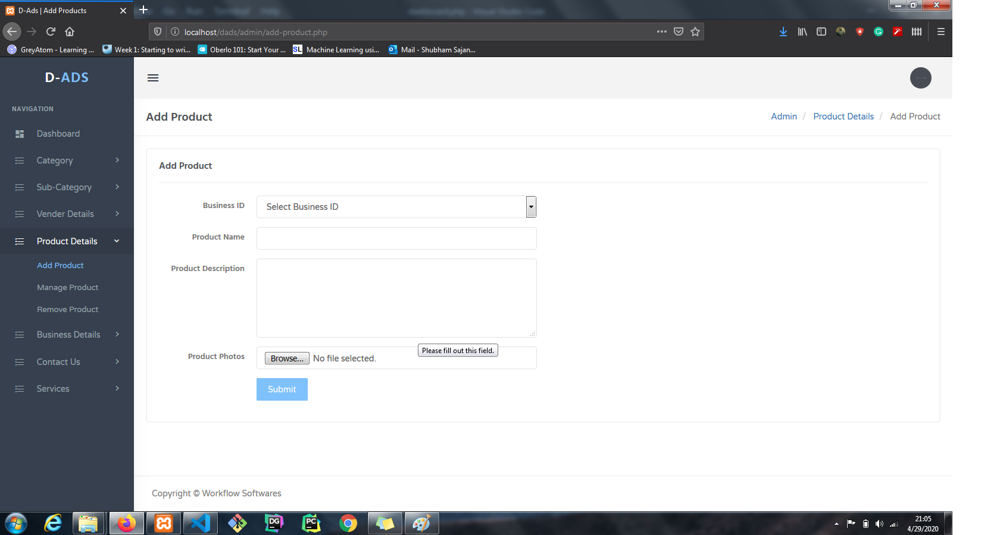 D-Ads | Add Products
localhost/dads/admin/add-product.php
GreyAtom - Learning ...
Week 1: Starting to wri...
Oberlo 101: Start Your ...
SL Machine Learning usi...
Mail - Shubham Sajan...
D-ADS
NAVIGATION
Dashboard
Category
Sub-Category
Vender Details
Product Details
Add Product
Manage Product
Remove Product
Business Details
Contact Us
Services
Add Product
Admin / Product Details / Add Product
Add Product
Business ID
Select Business ID
Product Name
Product Description
Please fill out this field.
Product Photos
Browse... No file selected.
Submit
Copyright © Workflow Softwares
DG
PC
21:05
4/29/2020